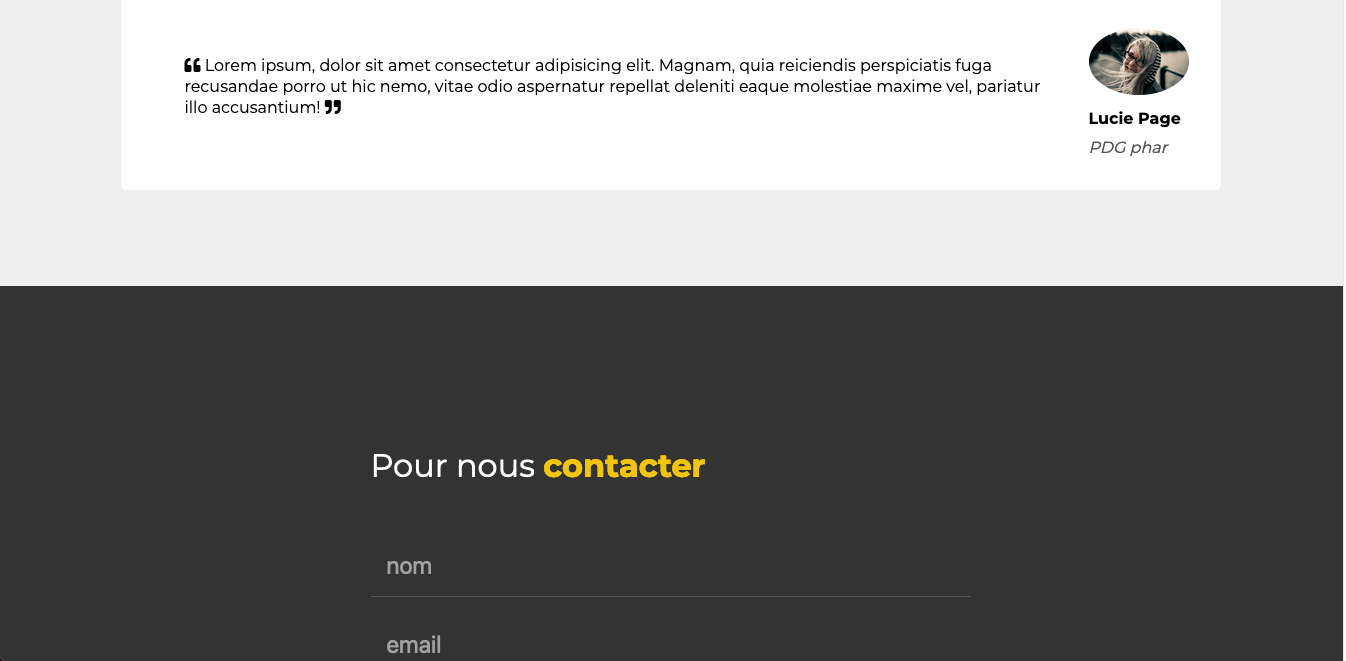 ❝ Lorem ipsum, dolor sit amet consectetur adipisicing elit. Magnam, quia reiciendis perspiciatis fuga
recusandae porro ut hic nemo, vitae odio aspernatur repellat deleniti eaque molestiae maxime vel, pariatur
illo accusantium! ❞
Lucie Page
PDG phar
Pour nous contacter
nom
email